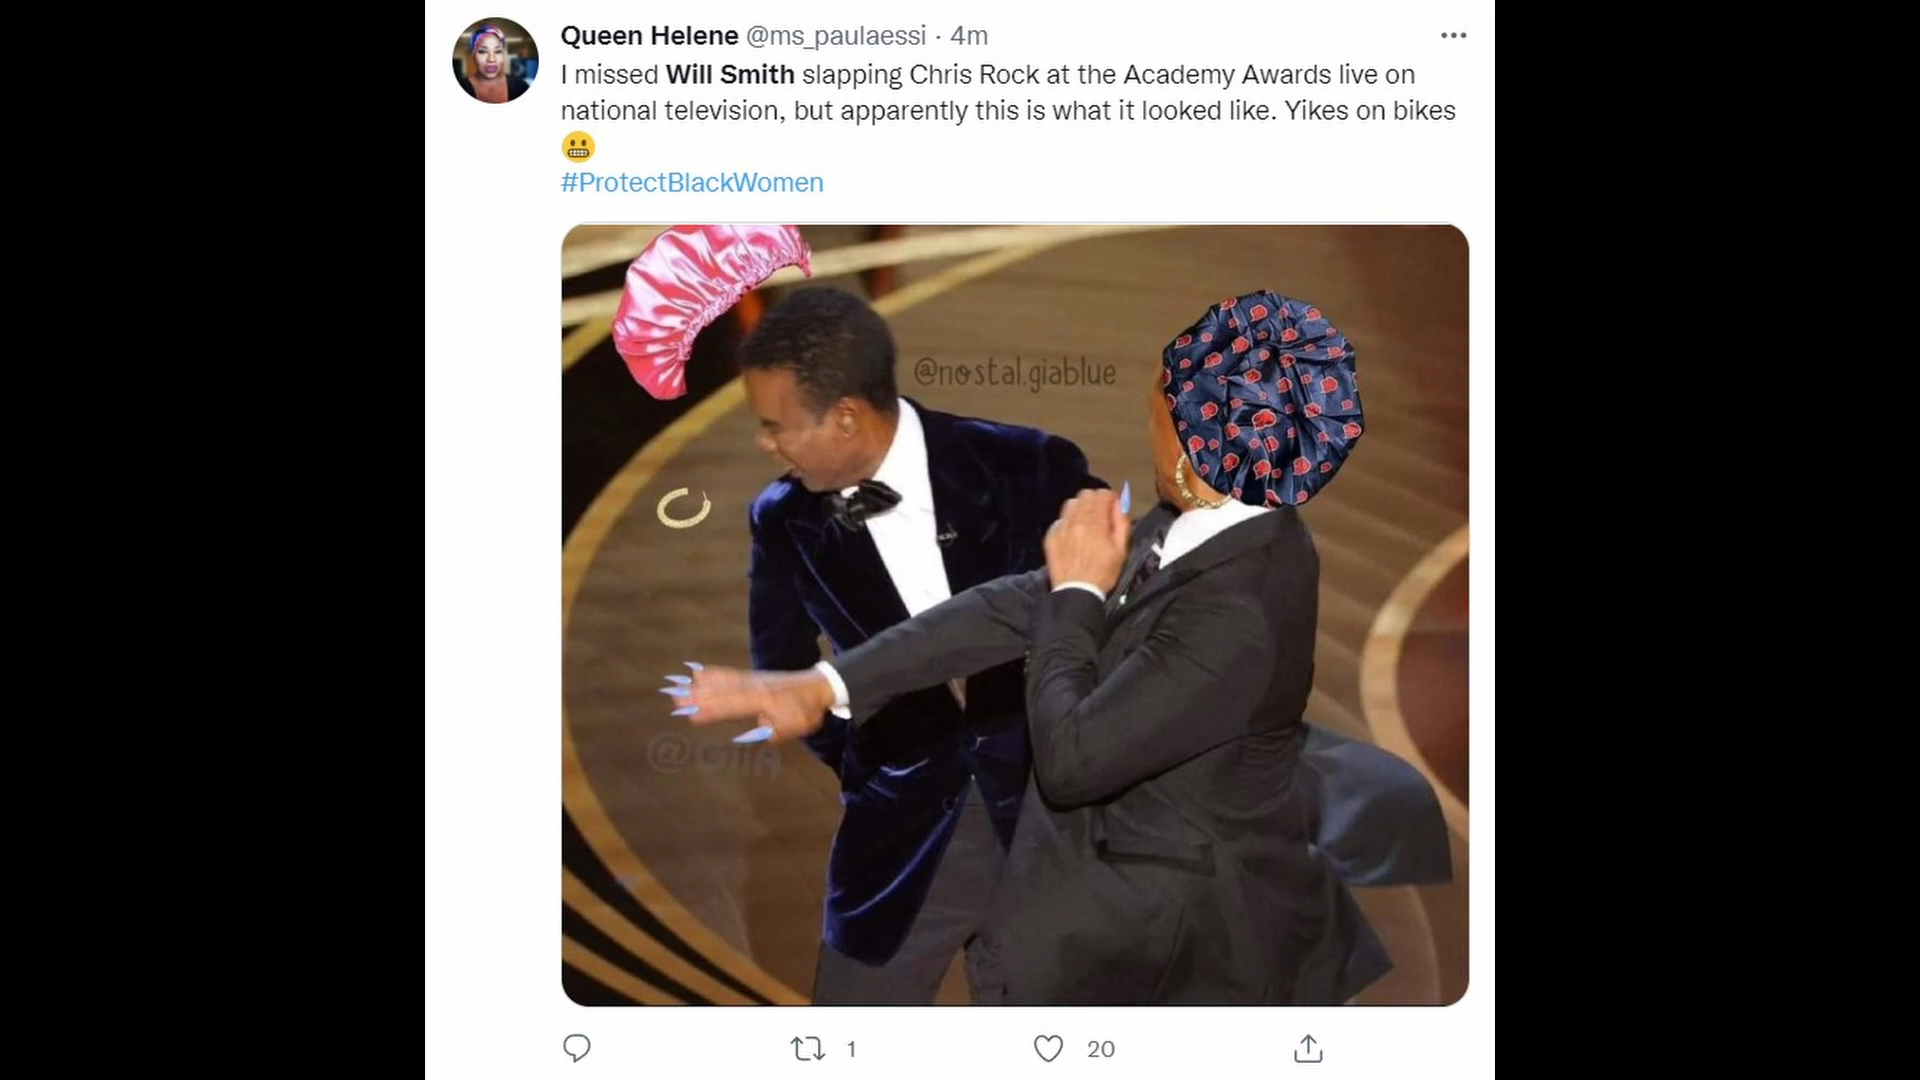 Queen Helene @ms_paulaessi · 4m
I missed Will Smith slapping Chris Rock at the Academy Awards live on
national television, but apparently this is what it looked like. Yikes on bikes
😬
#ProtectBlackWomen
@nostal.giablue
1 20